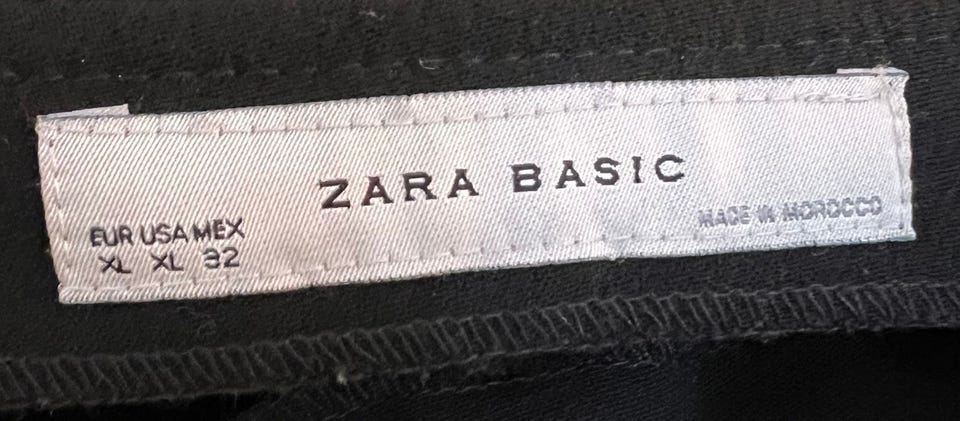 ZARA BASIC
EUR USA MEX
XL XL 32
MADE IN MOROCCO